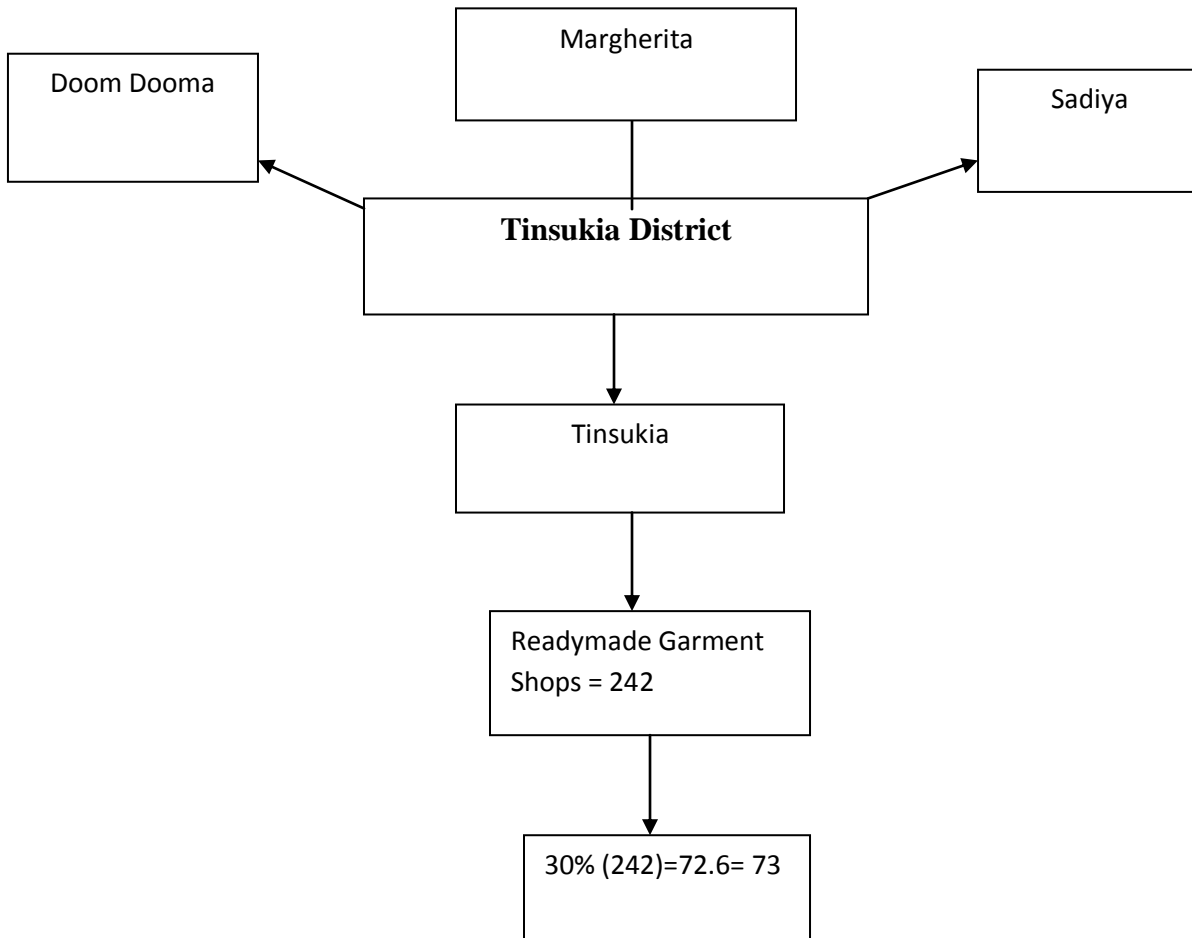 Margherita
Doom Dooma
Sadiya
Tinsukia District
Tinsukia
Readymade Garment
Shops = 242
30% (242)=72.6= 73